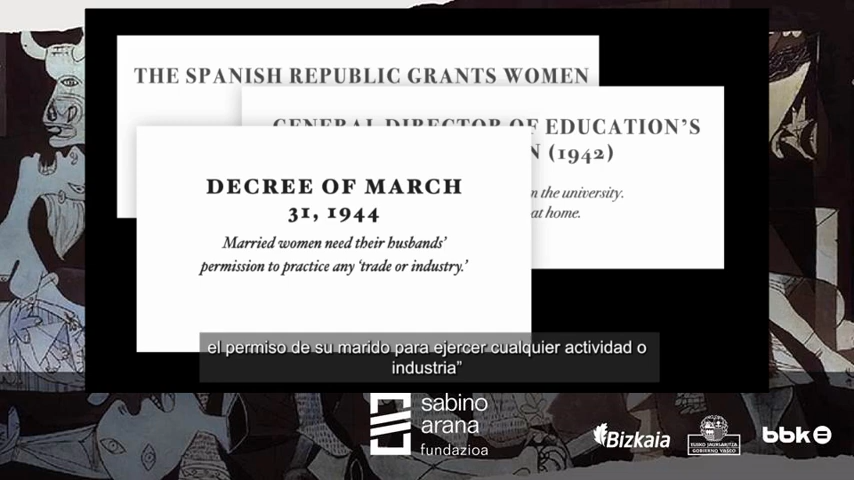 THE SPANISH REPUBLIC GRANTS WOMEN
GENERAL DIRECTOR OF EDUCATION'S
N (1942)
n the university.
at home.
DECREE OF MARCH
31, 1944
Married women need their husbands'
permission to practice any 'trade or industry.'
el permiso de su marido para ejercer cualquier actividad o
industria”
sabino
arana
fundazioa
Bizkaia
EUSKO JAURLARITZA
GOBIERNO VASCO
bbk